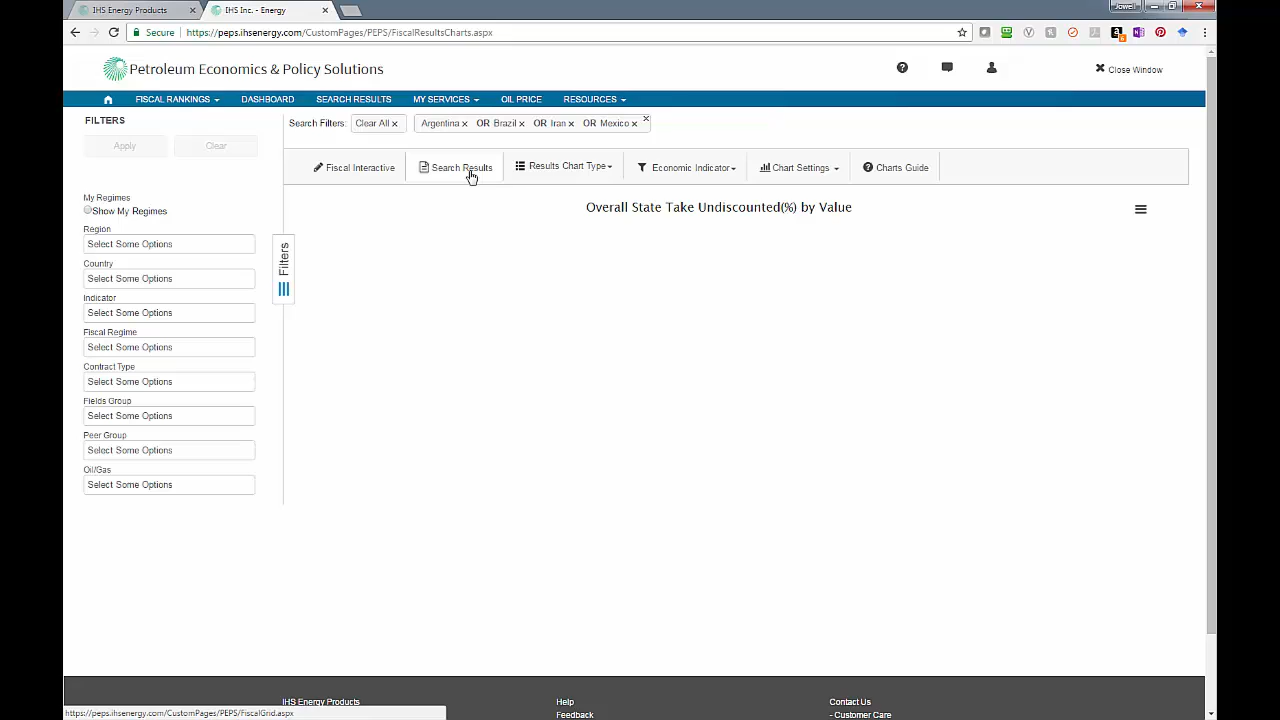 IHS Energy Products
IHS Inc. - Energy
Jowell
Secure
https://peps.ihsenergy.com/CustomPages/PEPS/FiscalResultsCharts.aspx
Petroleum Economics & Policy Solutions
Close Window
FISCAL RANKINGS
DASHBOARD
SEARCH RESULTS
MY SERVICES
OIL PRICE
RESOURCES
FILTERS
Search Filters: Clear All × Argentina × OR Brazil × OR Iran × OR Mexico ×
Apply
Clear
Fiscal Interactive
Search Results
Results Chart Type
Economic Indicator
Chart Settings
Charts Guide
My Regimes
Show My Regimes
Overall State Take Undiscounted(%) by Value
Region
Select Some Options
Country
Select Some Options
Indicator
Select Some Options
Fiscal Regime
Select Some Options
Contract Type
Select Some Options
Fields Group
Select Some Options
Peer Group
Select Some Options
Oil/Gas
Select Some Options
Filters
IHS Energy Products
Help
Contact Us
Feedback
- Customer Care
https://peps.ihsenergy.com/CustomPages/PEPS/FiscalGrid.aspx